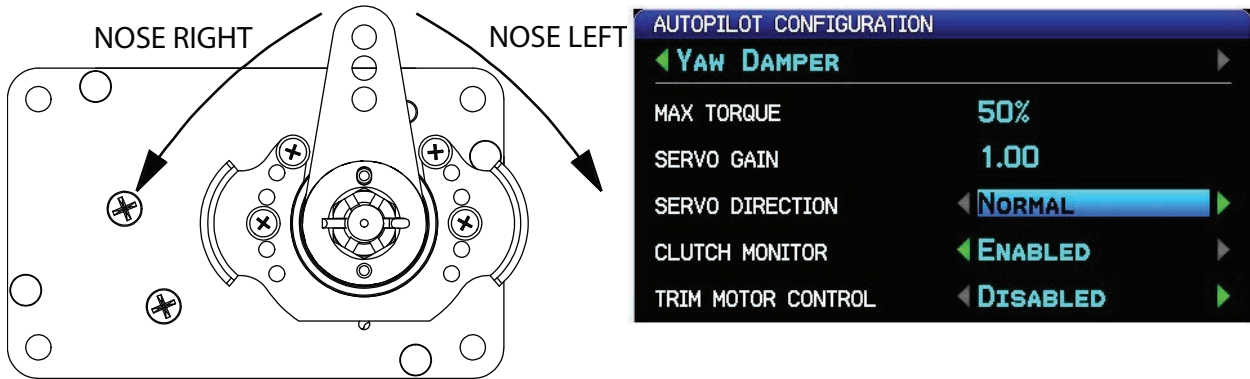 NOSE RIGHT
NOSE LEFT
AUTOPILOT CONFIGURATION
YAW DAMPER
MAX TORQUE 50%
SERVO GAIN 1.00
SERVO DIRECTION NORMAL
CLUTCH MONITOR ENABLED
TRIM MOTOR CONTROL DISABLED